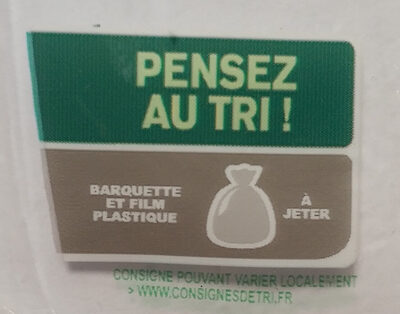 PENSEZ
AU TRI !
BARQUETTE
ET FILM
PLASTIQUE
À
JETER
CONSIGNE POUVANT VARIER LOCALEMENT
> WWW.CONSIGNESDETRI.FR